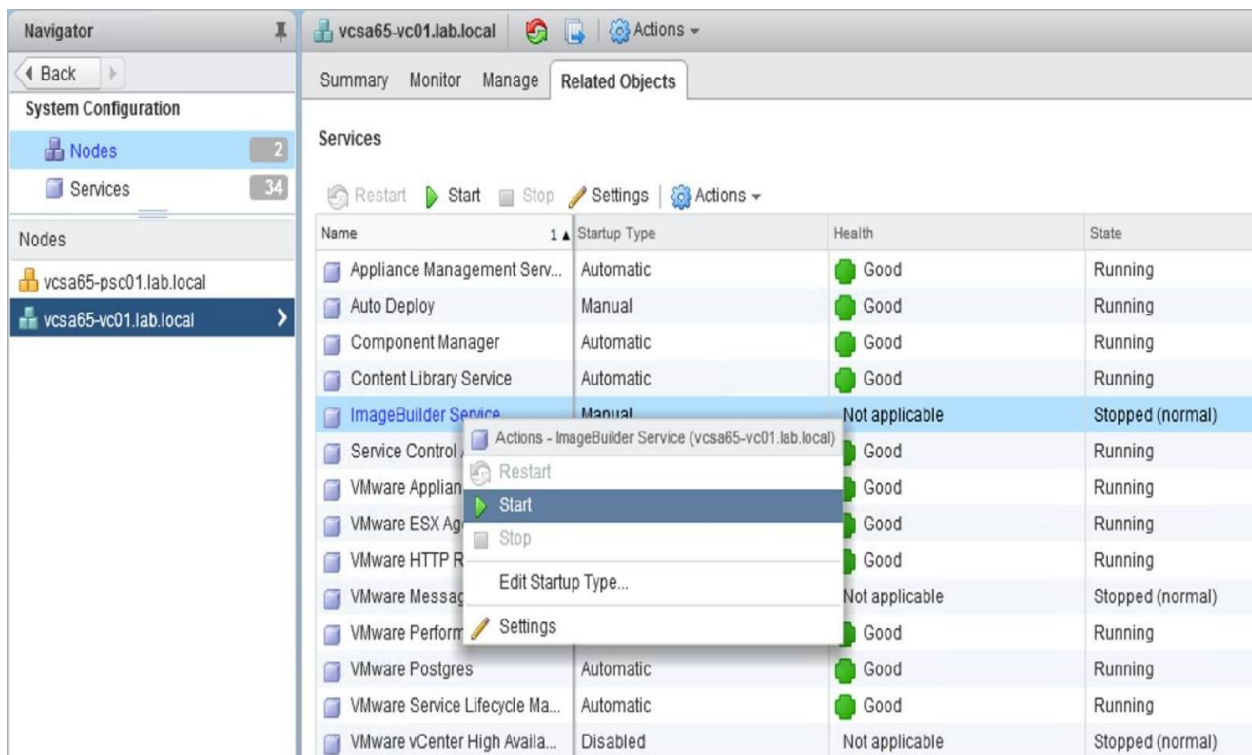 Navigator
vcsa65-vc01.lab.local Actions
Back
Summary Monitor Manage Related Objects
System Configuration
Nodes 2
Services 34
Services
Restart Start Stop Settings Actions
Nodes
vcsa65-psc01.lab.local
vcsa65-vc01.lab.local
Name 1 Startup Type Health State
Appliance Management Serv... Automatic Good Running
Auto Deploy Manual Good Running
Component Manager Automatic Good Running
Content Library Service Automatic Good Running
ImageBuilder Service Manual Not applicable Stopped (normal)
Service Control Good Running
VMware Applian Good Running
VMware ESX Ag Good Running
VMware HTTP R Good Running
VMware Messag Not applicable Stopped (normal)
VMware Perform Good Running
VMware Postgres Automatic Good Running
VMware Service Lifecycle Ma... Automatic Good Running
VMware vCenter High Availa... Disabled Not applicable Stopped (normal)
Actions - ImageBuilder Service (vcsa65-vc01.lab.local)
Restart
Start
Stop
Edit Startup Type...
Settings